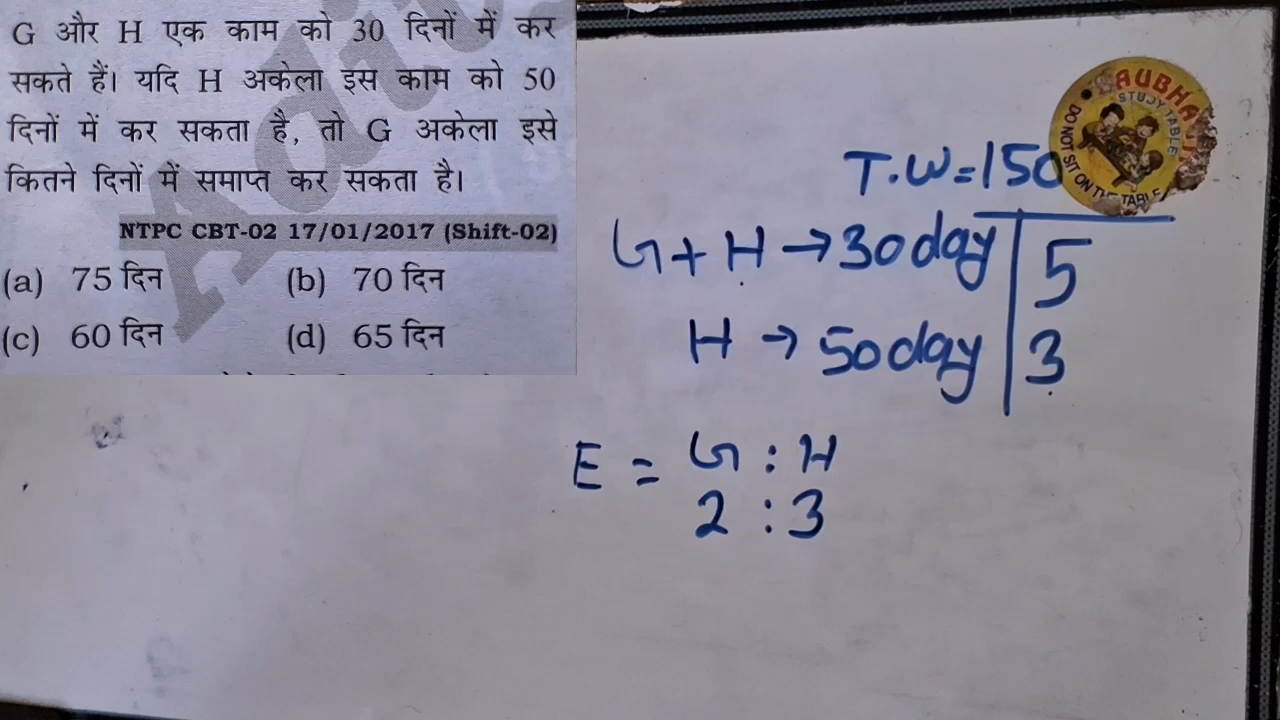 G और H एक काम को 30 दिनों में कर
सकते हैं। यदि H अकेला इस काम को 50
दिनों में कर सकता है, तो G अकेला इसे
कितने दिनों में समाप्त कर सकता है।
NTPC CBT-02 17/01/2017 (Shift-02)
(a) 75 दिन (b) 70 दिन
(c) 60 दिन (d) 65 दिन
T.W=150
G+H→30day 5
H→50day 3
E = G : H
2 : 3
STUDY TABLE
DO NOT SIT ON THE TABLE